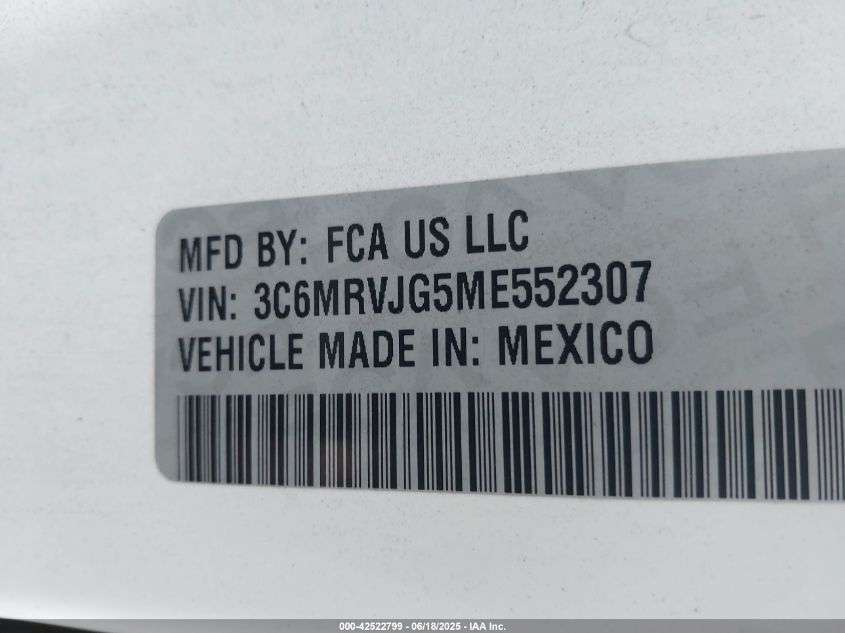 MFD BY: FCA US LLC
VIN: 3C6MRVJG5ME552307
VEHICLE MADE IN: MEXICO
000-42522799 - 06/18/2025 - IAA Inc.